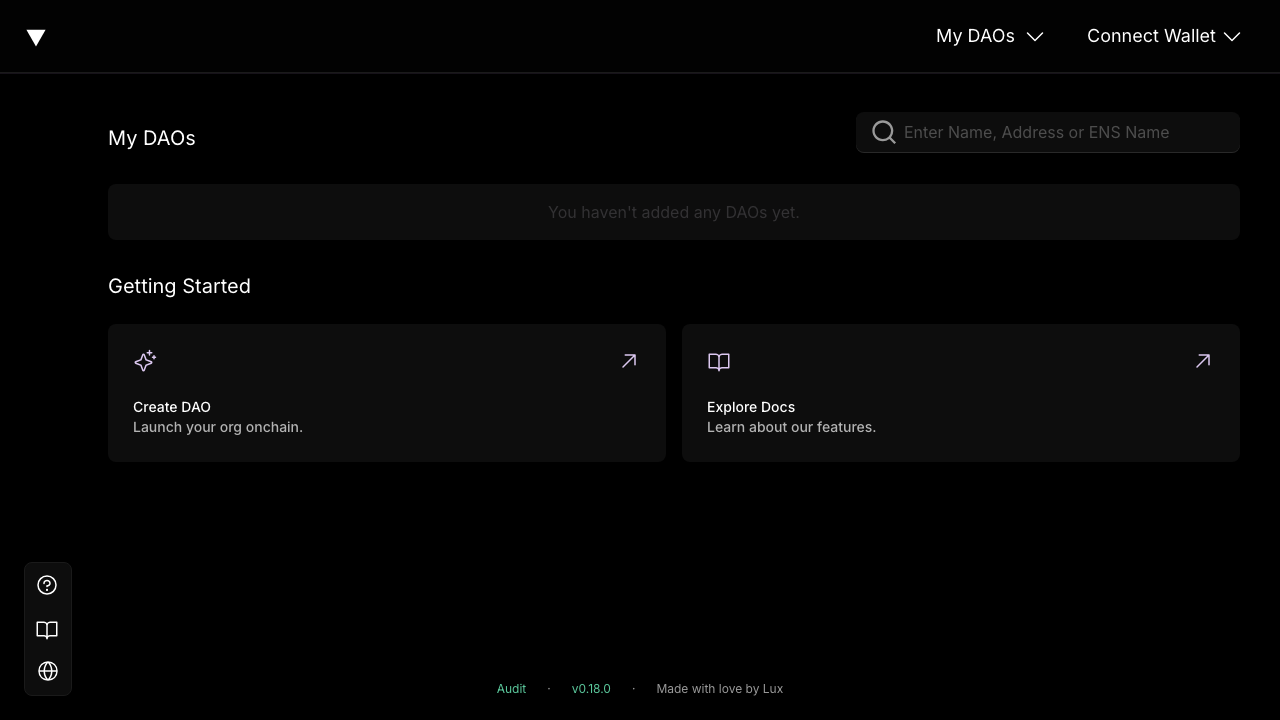 My DAOs
Connect Wallet
My DAOs
Enter Name, Address or ENS Name
You haven't added any DAOs yet.
Getting Started
Create DAO
Launch your org onchain.
Explore Docs
Learn about our features.
Audit · v0.18.0 · Made with love by Lux